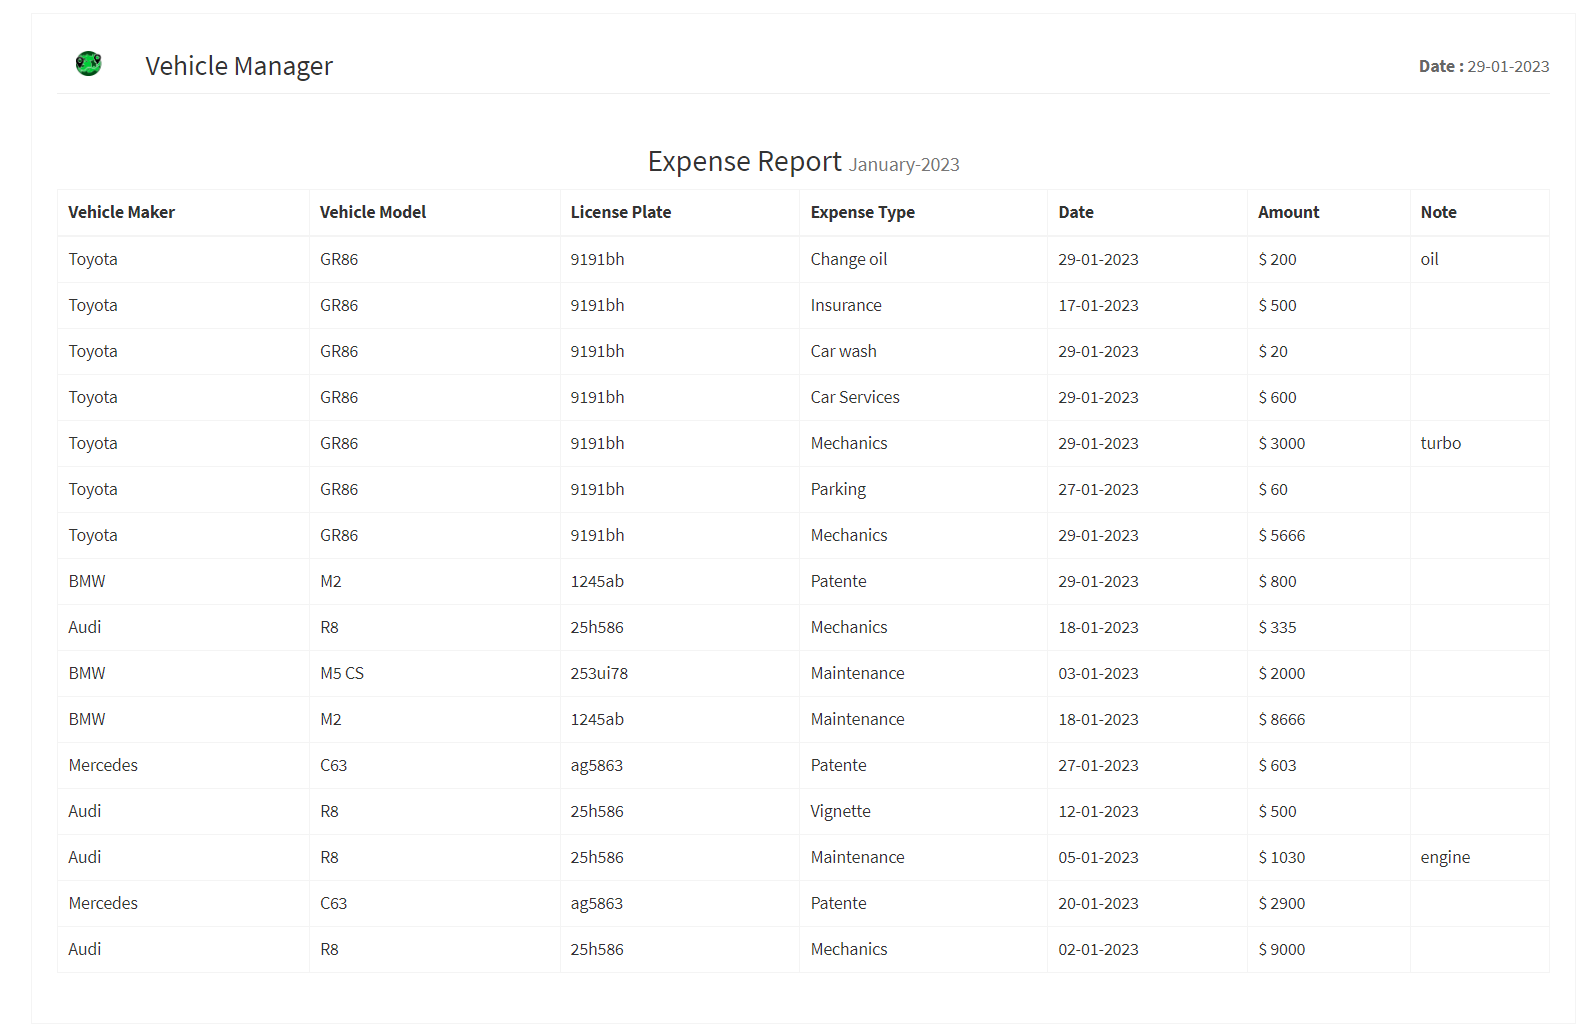 Vehicle Manager Date : 29-01-2023
Expense Report January-2023
Vehicle Maker Vehicle Model License Plate Expense Type Date Amount Note
Toyota GR86 9191bh Change oil 29-01-2023 $ 200 oil
Toyota GR86 9191bh Insurance 17-01-2023 $ 500
Toyota GR86 9191bh Car wash 29-01-2023 $ 20
Toyota GR86 9191bh Car Services 29-01-2023 $ 600
Toyota GR86 9191bh Mechanics 29-01-2023 $ 3000 turbo
Toyota GR86 9191bh Parking 27-01-2023 $ 60
Toyota GR86 9191bh Mechanics 29-01-2023 $ 5666
BMW M2 1245ab Patente 29-01-2023 $ 800
Audi R8 25h586 Mechanics 18-01-2023 $ 335
BMW M5 CS 253ui78 Maintenance 03-01-2023 $ 2000
BMW M2 1245ab Maintenance 18-01-2023 $ 8666
Mercedes C63 ag5863 Patente 27-01-2023 $ 603
Audi R8 25h586 Vignette 12-01-2023 $ 500
Audi R8 25h586 Maintenance 05-01-2023 $ 1030 engine
Mercedes C63 ag5863 Patente 20-01-2023 $ 2900
Audi R8 25h586 Mechanics 02-01-2023 $ 9000